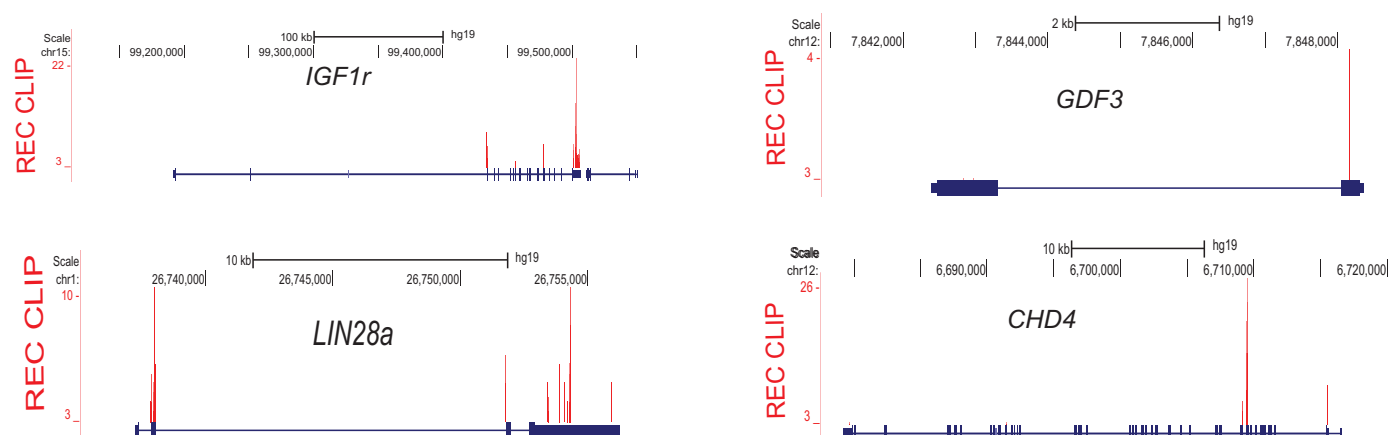 Scale 100 kb hg19
chr15: 99,200,000 99,300,000 99,400,000 99,500,000
22
IGF1r
REC CLIP
3
Scale 2 kb hg19
chr12: 7,842,000 7,844,000 7,846,000 7,848,000
4
GDF3
REC CLIP
3
Scale 10 kb hg19
chr1: 26,740,000 26,745,000 26,750,000 26,755,000
10
LIN28a
REC CLIP
3
Scale 10 kb hg19
chr12: 6,690,000 6,700,000 6,710,000 6,720,000
26
CHD4
REC CLIP
3